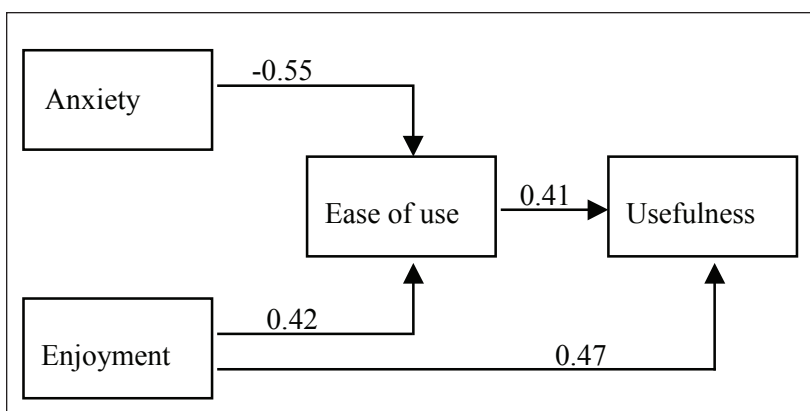 -0.55
Anxiety
Ease of use
0.41
Usefulness
0.42
Enjoyment
0.47